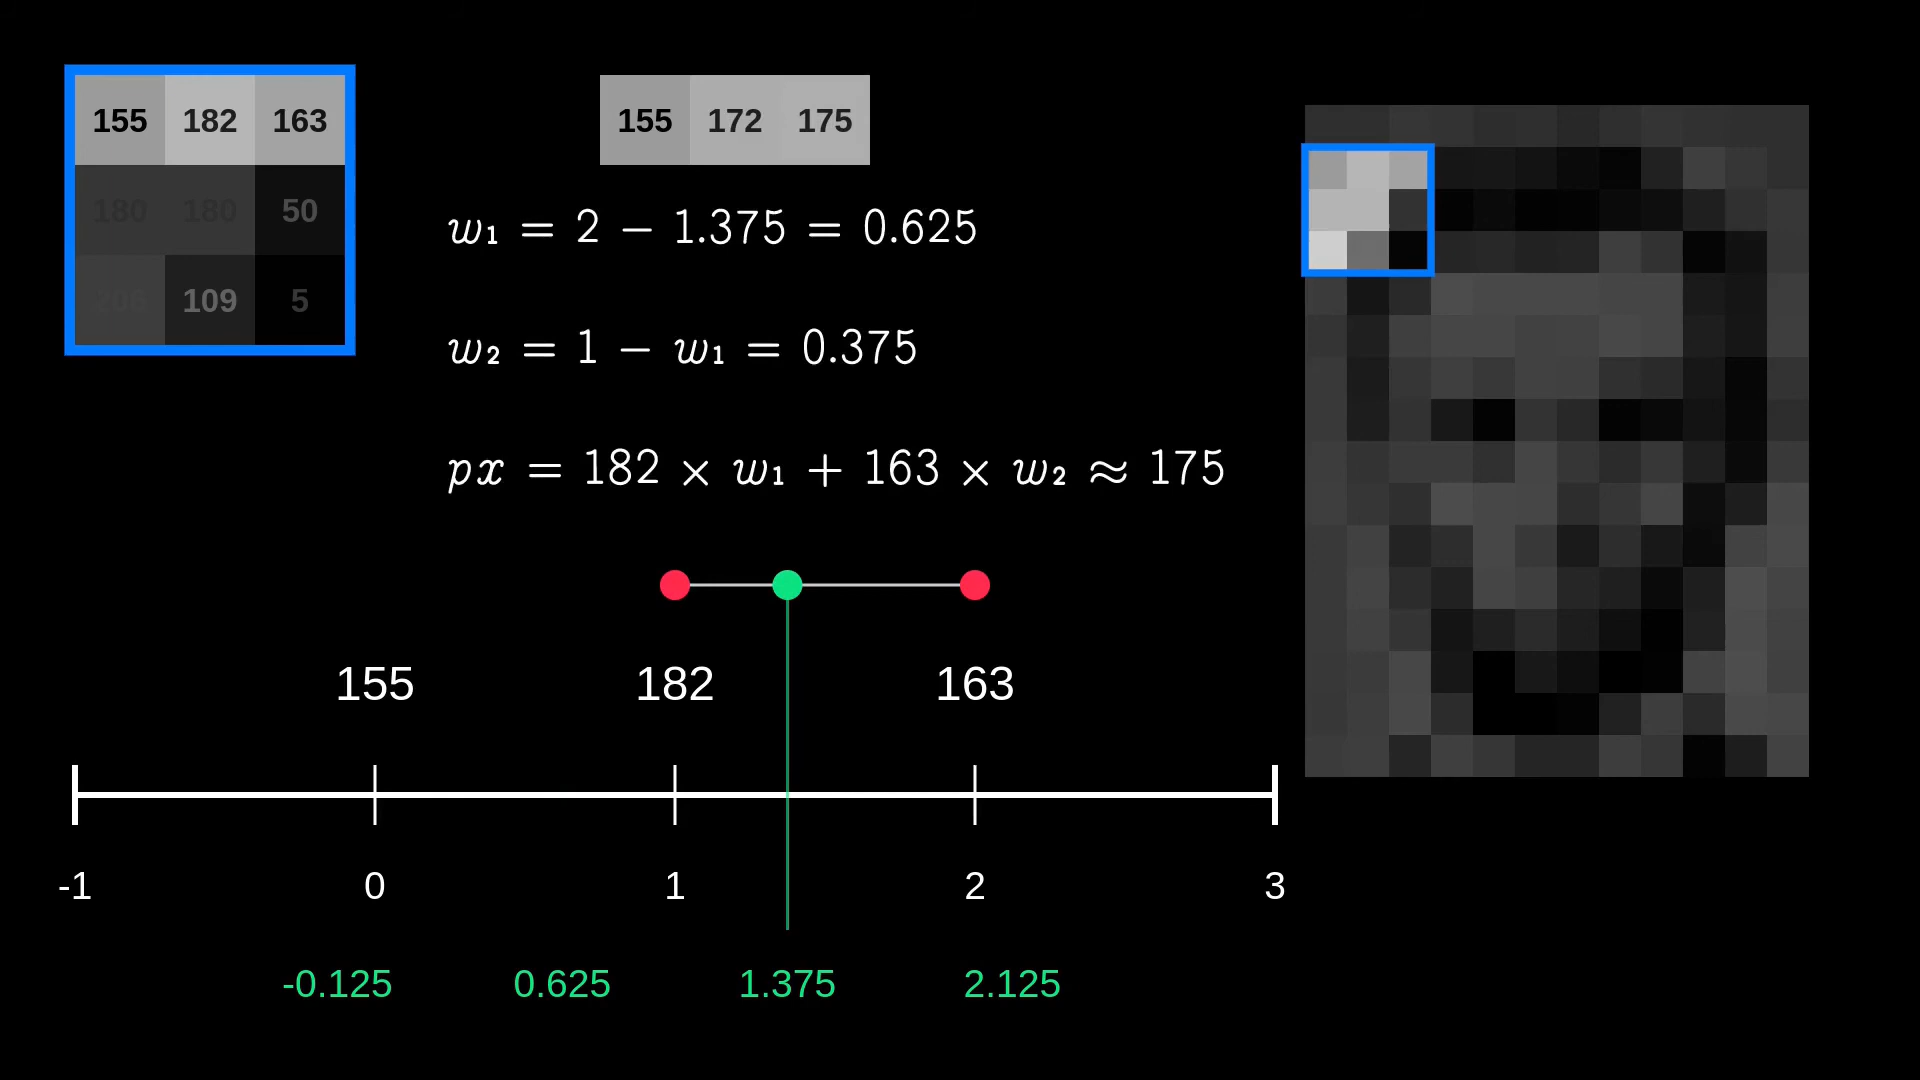 155 182 163
180 180 50
206 109 5
155 172 175
w₁ = 2 − 1.375 = 0.625
w₂ = 1 − w₁ = 0.375
px = 182 × w₁ + 163 × w₂ ≈ 175
155 182 163
-1 0 1 2 3
-0.125 0.625 1.375 2.125